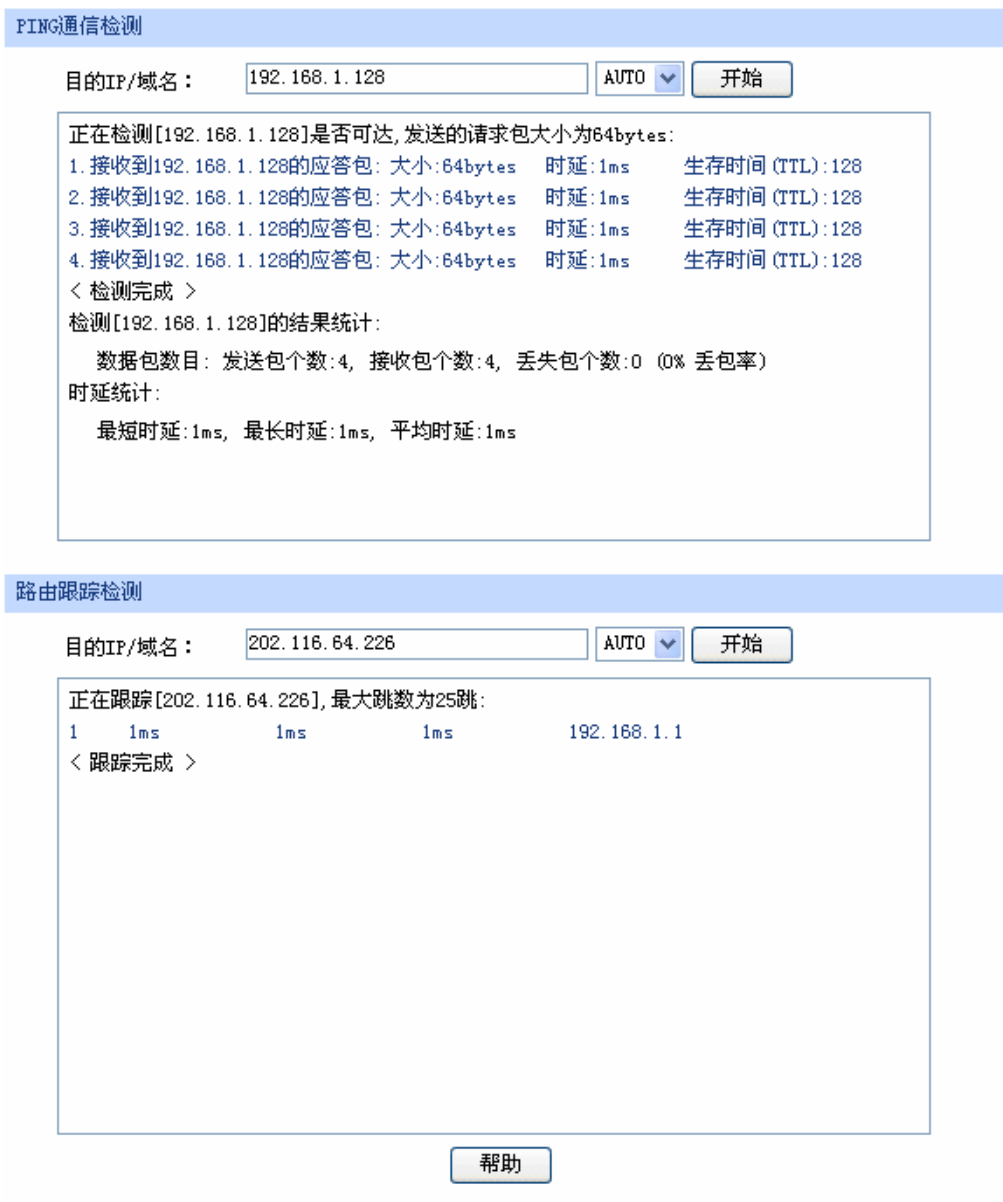 PING通信检测
目的IP/域名： 192.168.1.128 AUTO 开始
正在检测[192.168.1.128]是否可达,发送的请求包大小为64bytes:
1.接收到192.168.1.128的应答包: 大小:64bytes 时延:1ms 生存时间(TTL):128
2.接收到192.168.1.128的应答包: 大小:64bytes 时延:1ms 生存时间(TTL):128
3.接收到192.168.1.128的应答包: 大小:64bytes 时延:1ms 生存时间(TTL):128
4.接收到192.168.1.128的应答包: 大小:64bytes 时延:1ms 生存时间(TTL):128
< 检测完成 >
检测[192.168.1.128]的结果统计:
数据包数目: 发送包个数:4, 接收包个数:4, 丢失包个数:0 (0% 丢包率)
时延统计:
最短时延:1ms, 最长时延:1ms, 平均时延:1ms
路由跟踪检测
目的IP/域名： 202.116.64.226 AUTO 开始
正在跟踪[202.116.64.226],最大跳数为25跳:
1 1ms 1ms 1ms 192.168.1.1
< 跟踪完成 >
帮助